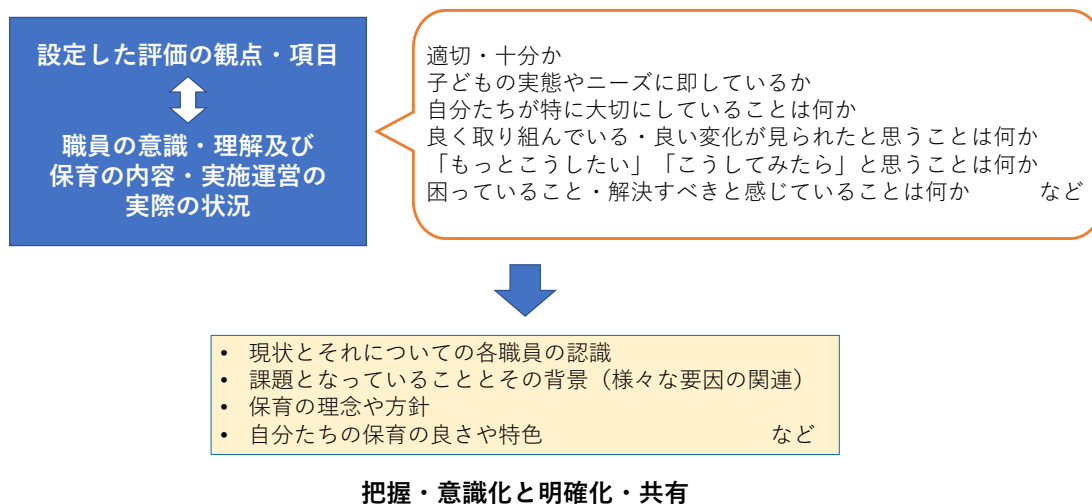 設定した評価の観点・項目
職員の意識・理解及び
保育の内容・実施運営の
実際の状況
適切・十分か
子どもの実態やニーズに即しているか
自分たちが特に大切にしていることは何か
良く取り組んでいる・良い変化が見られたと思うことは何か
「もっとこうしたい」「こうしてみたら」と思うことは何か
困っていること・解決すべきと感じていることは何か　　　など
• 現状とそれについての各職員の認識
• 課題となっていることとその背景（様々な要因の関連）
• 保育の理念や方針
• 自分たちの保育の良さや特色　　　など
把握・意識化と明確化・共有